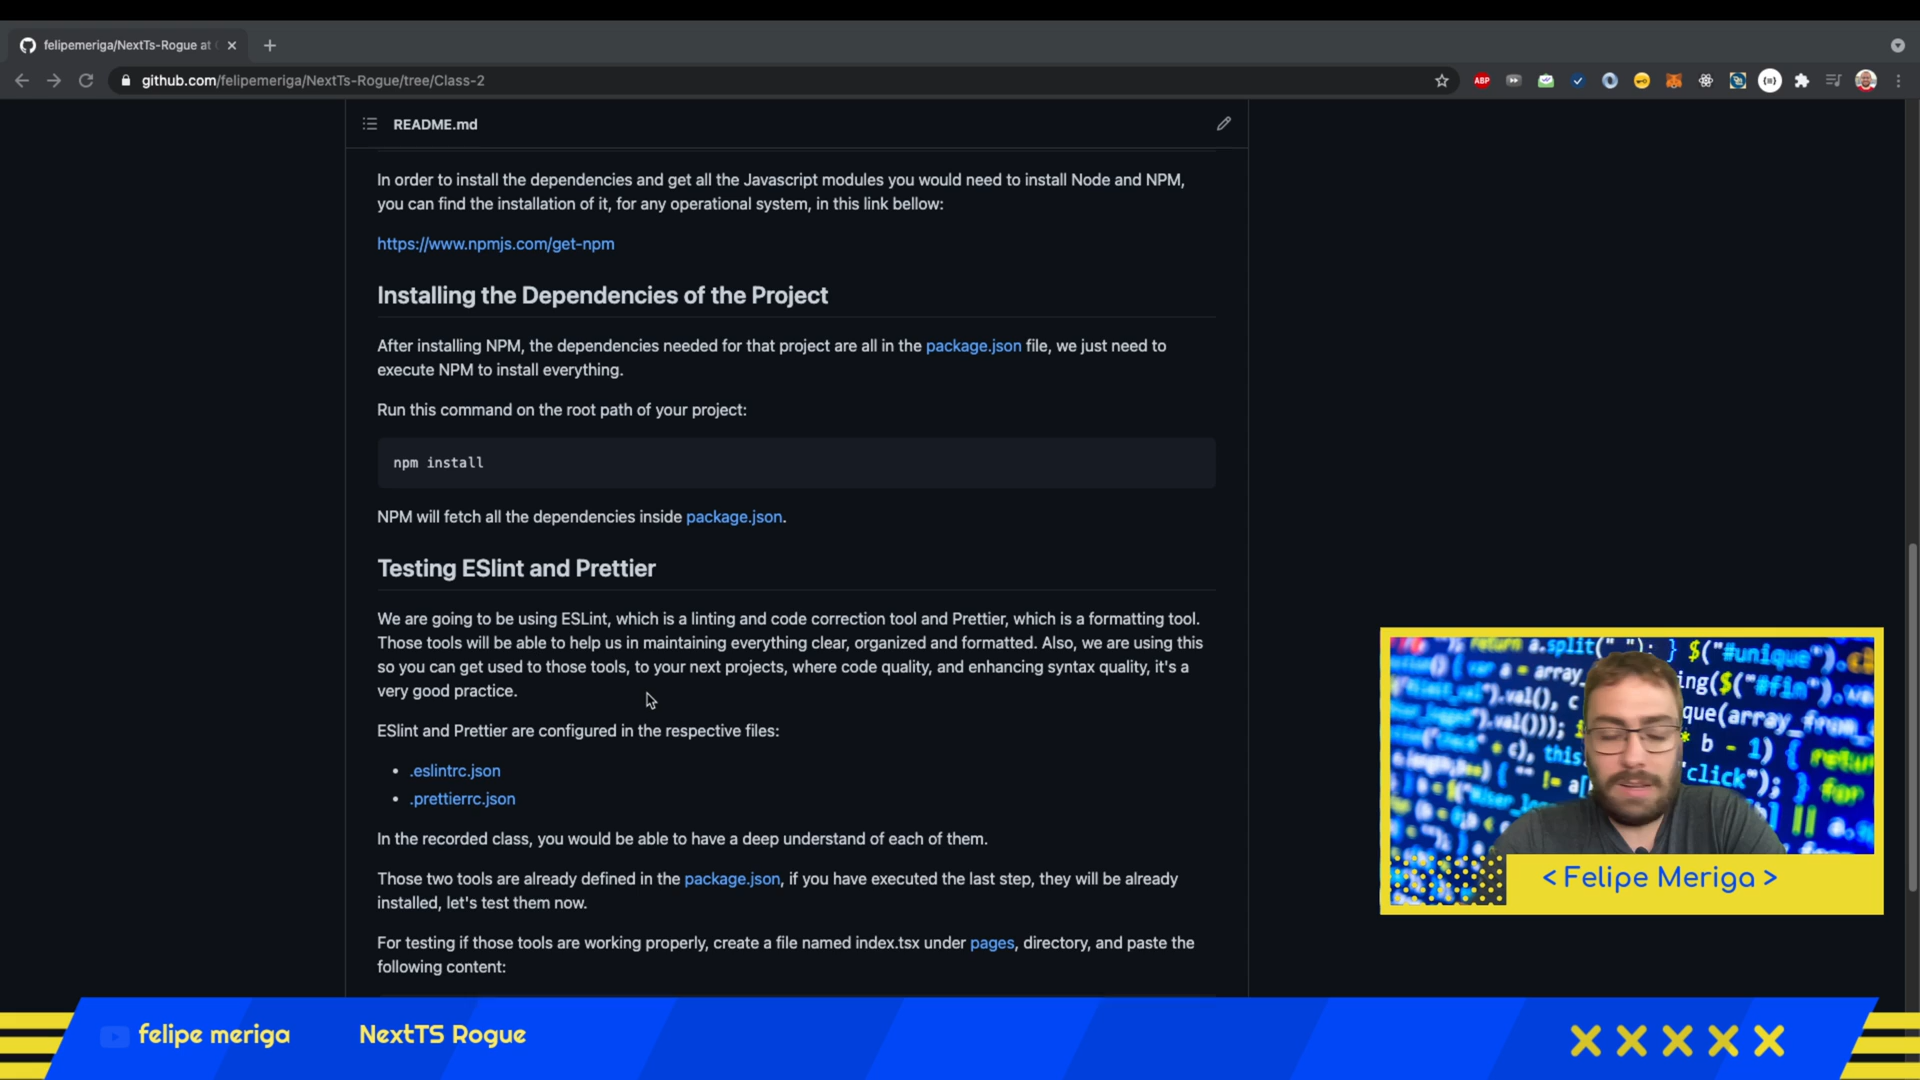 felipemeriga/NextTs-Rogue at
github.com/felipemeriga/NextTs-Rogue/tree/Class-2
ABP
README.md
In order to install the dependencies and get all the Javascript modules you would need to install Node and NPM,
you can find the installation of it, for any operational system, in this link bellow:
https://www.npmjs.com/get-npm
Installing the Dependencies of the Project
After installing NPM, the dependencies needed for that project are all in the package.json file, we just need to
execute NPM to install everything.
Run this command on the root path of your project:
npm install
NPM will fetch all the dependencies inside package.json.
Testing ESlint and Prettier
We are going to be using ESLint, which is a linting and code correction tool and Prettier, which is a formatting tool.
Those tools will be able to help us in maintaining everything clear, organized and formatted. Also, we are using this
so you can get used to those tools, to your next projects, where code quality, and enhancing syntax quality, it's a
very good practice.
ESlint and Prettier are configured in the respective files:
• .eslintrc.json
• .prettierrc.json
In the recorded class, you would be able to have a deep understand of each of them.
Those two tools are already defined in the package.json, if you have executed the last step, they will be already
installed, let's test them now.
For testing if those tools are working properly, create a file named index.tsx under pages, directory, and paste the
following content:
return a.split(" "); } $("#unique")
< Felipe Meriga >
felipe meriga
NextTS Rogue